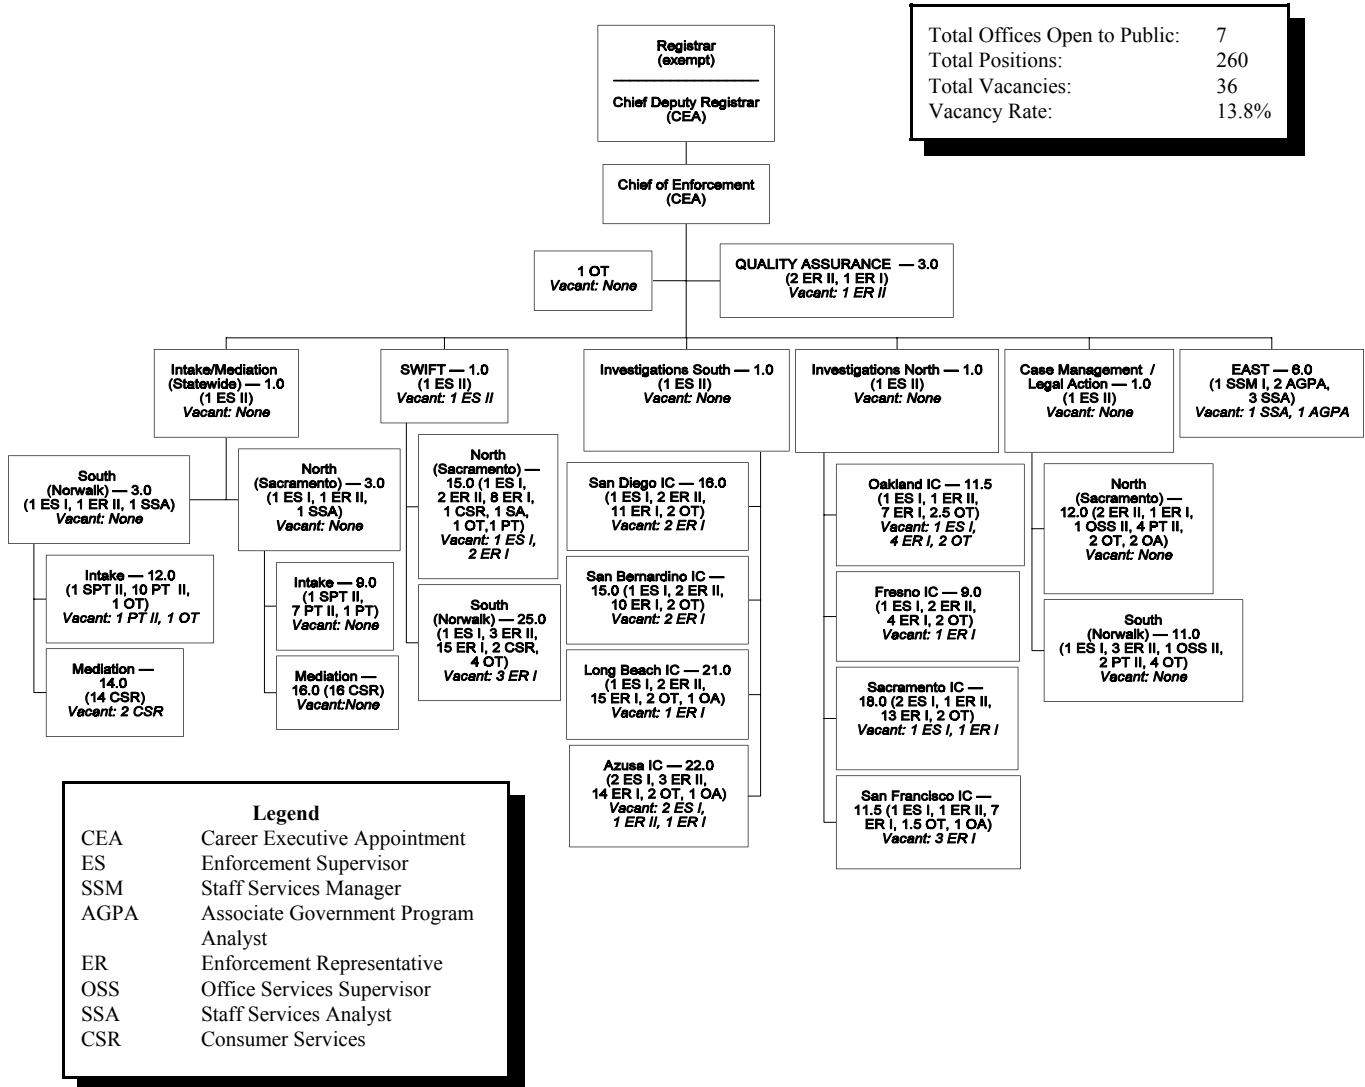 Registrar
(exempt)
Chief Deputy Registrar
(CEA)
Total Offices Open to Public: 7
Total Positions: 260
Total Vacancies: 36
Vacancy Rate: 13.8%
Chief of Enforcement
(CEA)
1 OT
Vacant: None
QUALITY ASSURANCE — 3.0
(2 ER II, 1 ER I)
Vacant: 1 ER II
Intake/Mediation
(Statewide) — 1.0
(1 ES II)
Vacant: None
South
(Norwalk) — 3.0
(1 ES I, 1 ER II, 1 SSA)
Vacant: None
Intake — 12.0
(1 SPT II, 10 PT II,
1 OT)
Vacant: 1 PT II, 1 OT
Mediation —
14.0
(14 CSR)
Vacant: 2 CSR
North
(Sacramento) — 3.0
(1 ES I, 1 ER II,
1 SSA)
Vacant: None
Intake — 9.0
(1 SPT II,
7 PT II, 1 PT)
Vacant: None
Mediation —
16.0 (16 CSR)
Vacant:None
SWIFT — 1.0
(1 ES II)
Vacant: 1 ES II
North
(Sacramento) —
15.0 (1 ES I,
2 ER II, 8 ER I,
1 CSR, 1 SA,
1 OT,1 PT)
Vacant: 1 ES I,
2 ER I
South
(Norwalk) — 25.0
(1 ES I, 3 ER II,
15 ER I, 2 CSR,
4 OT)
Vacant: 3 ER I
Investigations South — 1.0
(1 ES II)
Vacant: None
San Diego IC — 16.0
(1 ES I, 2 ER II,
11 ER I, 2 OT)
Vacant: 2 ER I
San Bernardino IC —
15.0 (1 ES I, 2 ER II,
10 ER I, 2 OT)
Vacant: 2 ER I
Long Beach IC — 21.0
(1 ES I, 2 ER II,
15 ER I, 2 OT, 1 OA)
Vacant: 1 ER I
Azusa IC — 22.0
(2 ES I, 3 ER II,
14 ER I, 2 OT, 1 OA)
Vacant: 2 ES I,
1 ER II, 1 ER I
Investigations North — 1.0
(1 ES II)
Vacant: None
Oakland IC — 11.5
(1 ES I, 1 ER II,
7 ER I, 2.5 OT)
Vacant: 1 ES I,
4 ER I, 2 OT
Fresno IC — 9.0
(1 ES I, 2 ER II,
4 ER I, 2 OT)
Vacant: 1 ER I
Sacramento IC —
18.0 (2 ES I, 1 ER II,
13 ER I, 2 OT)
Vacant: 1 ES I, 1 ER I
San Francisco IC —
11.5 (1 ES I, 1 ER II, 7
ER I, 1.5 OT, 1 OA)
Vacant: 3 ER I
Case Management /
Legal Action — 1.0
(1 ES II)
Vacant: None
North
(Sacramento) —
12.0 (2 ER II, 1 ER I,
1 OSS II, 4 PT II,
2 OT, 2 OA)
Vacant: None
South
(Norwalk) — 11.0
(1 ES I, 3 ER II, 1 OSS II,
2 PT II, 4 OT)
Vacant: None
EAST — 6.0
(1 SSM I, 2 AGPA,
3 SSA)
Vacant: 1 SSA, 1 AGPA
Legend
CEA Career Executive Appointment
ES Enforcement Supervisor
SSM Staff Services Manager
AGPA Associate Government Program
Analyst
ER Enforcement Representative
OSS Office Services Supervisor
SSA Staff Services Analyst
CSR Consumer Services